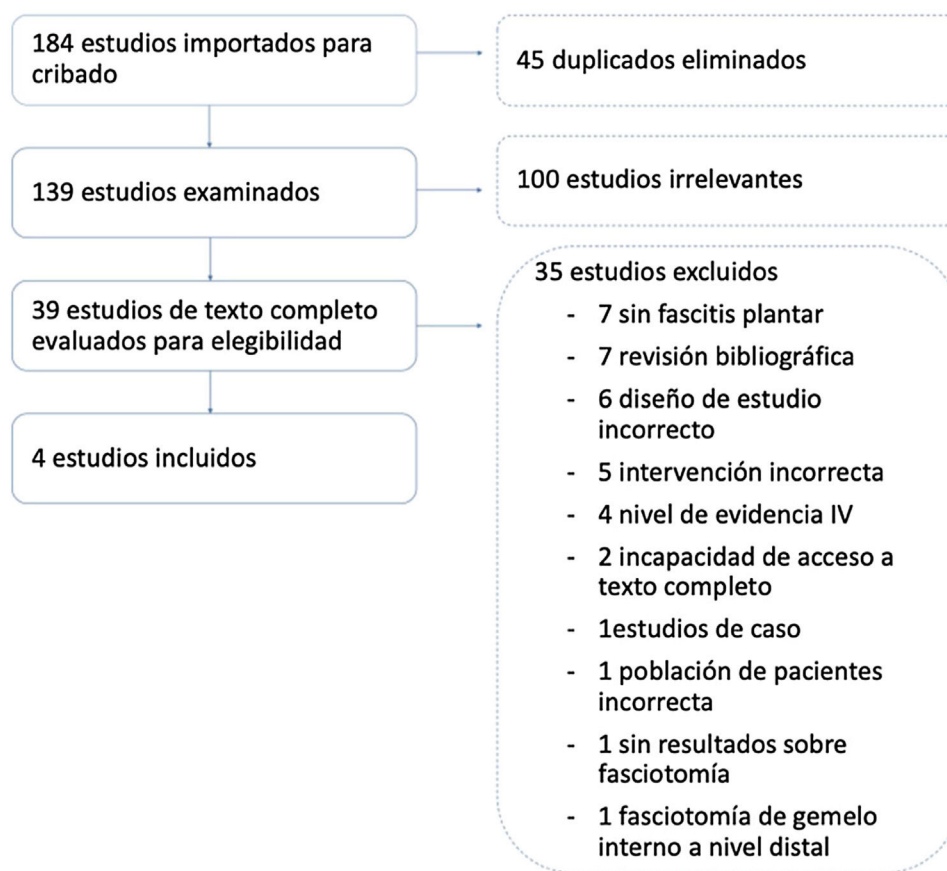 184 estudios importados para
cribado
45 duplicados eliminados
139 estudios examinados
100 estudios irrelevantes
39 estudios de texto completo
evaluados para elegibilidad
35 estudios excluidos
- 7 sin fascitis plantar
- 7 revisión bibliográfica
- 6 diseño de estudio
incorrecto
- 5 intervención incorrecta
- 4 nivel de evidencia IV
- 2 incapacidad de acceso a
texto completo
- 1estudios de caso
- 1 población de pacientes
incorrecta
- 1 sin resultados sobre
fasciotomía
- 1 fasciotomía de gemelo
interno a nivel distal
4 estudios incluidos